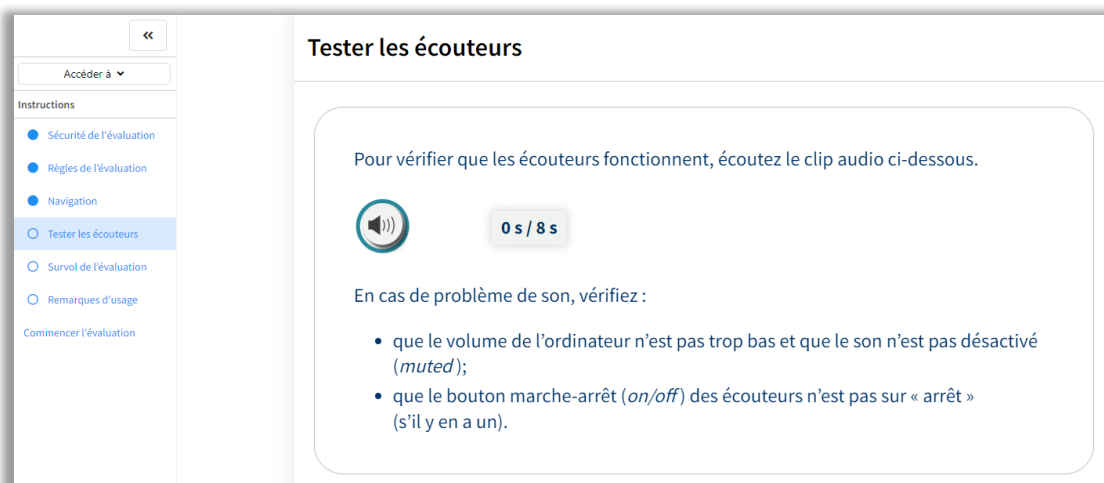 «
Accéder à
Instructions
Sécurité de l'évaluation
Règles de l'évaluation
Navigation
Tester les écouteurs
Survol de l'évaluation
Remarques d'usage
Commencer l'évaluation
Tester les écouteurs
Pour vérifier que les écouteurs fonctionnent, écoutez le clip audio ci-dessous.
0 s / 8 s
En cas de problème de son, vérifiez :
• que le volume de l’ordinateur n’est pas trop bas et que le son n’est pas désactivé
(muted);
• que le bouton marche-arrêt (on/off) des écouteurs n’est pas sur « arrêt »
(s’il y en a un).